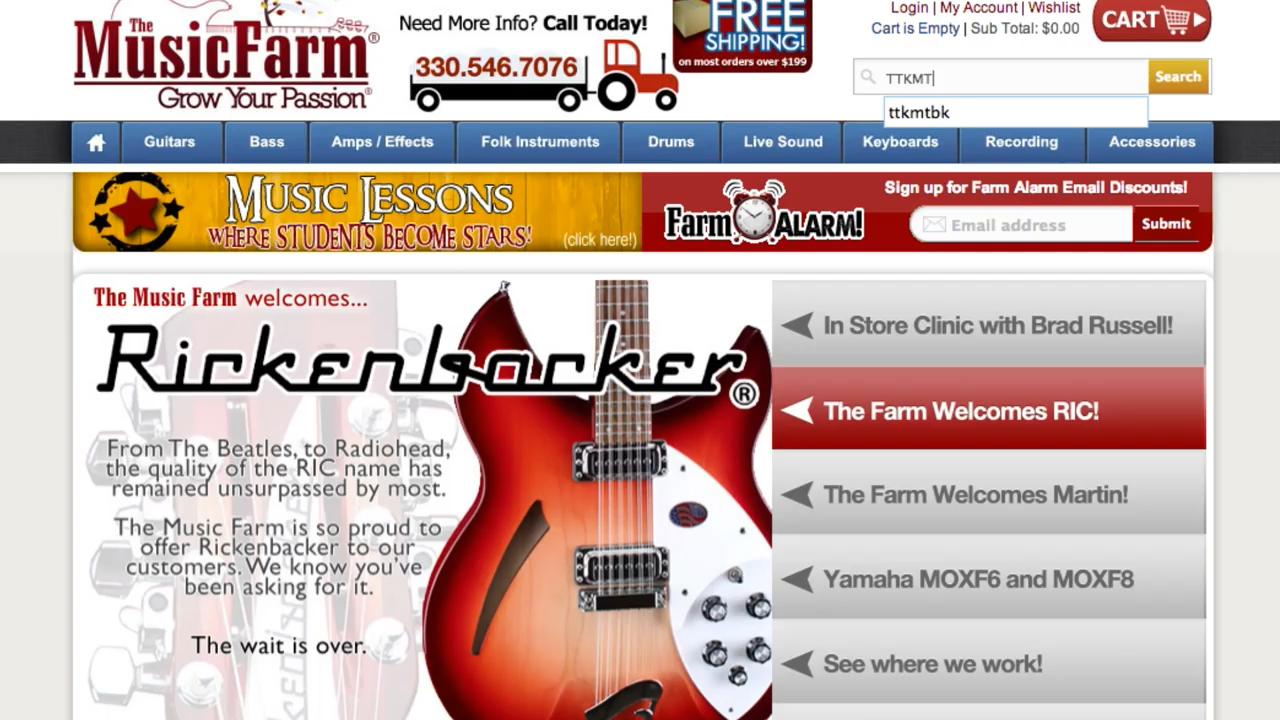 The
MusicFarm®
Grow Your Passion®
Need More Info? Call Today!
330.546.7076
FREE
SHIPPING!
on most orders over $199
Login | My Account | Wishlist
Cart is Empty | Sub Total: $0.00
CART
TTKMT
Search
ttkmtbk
Guitars
Bass
Amps / Effects
Folk Instruments
Drums
Live Sound
Keyboards
Recording
Accessories
Music Lessons
WHERE STUDENTS BECOME STARS!
(click here!)
Farm ALARM!
Sign up for Farm Alarm Email Discounts!
Email address
Submit
The Music Farm welcomes...
Rickenbacker®
From The Beatles, to Radiohead,
the quality of the RIC name has
remained unsurpassed by most.
The Music Farm is so proud to
offer Rickenbacker to our
customers. We know you've
been asking for it.
The wait is over.
In Store Clinic with Brad Russell!
The Farm Welcomes RIC!
The Farm Welcomes Martin!
Yamaha MOXF6 and MOXF8
See where we work!